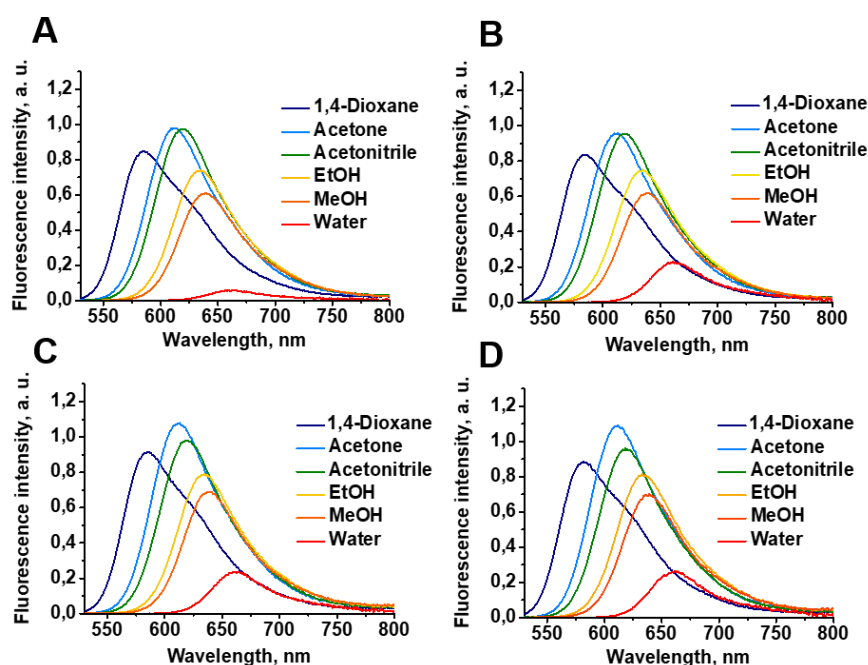 A
Fluorescence intensity, a. u.
1,2
1,0
0,8
0,6
0,4
0,2
0,0
550 600 650 700 750 800
Wavelength, nm
1,4-Dioxane
Acetone
Acetonitrile
EtOH
MeOH
Water
B
Fluorescence intensity, a. u.
1,2
1,0
0,8
0,6
0,4
0,2
0,0
550 600 650 700 750 800
Wavelength, nm
1,4-Dioxane
Acetone
Acetonitrile
EtOH
MeOH
Water
C
Fluorescence intensity, a. u.
1,2
1,0
0,8
0,6
0,4
0,2
0,0
550 600 650 700 750 800
Wavelength, nm
1,4-Dioxane
Acetone
Acetonitrile
EtOH
MeOH
Water
D
Fluorescence intensity, a. u.
1,2
1,0
0,8
0,6
0,4
0,2
0,0
550 600 650 700 750 800
Wavelength, nm
1,4-Dioxane
Acetone
Acetonitrile
EtOH
MeOH
Water